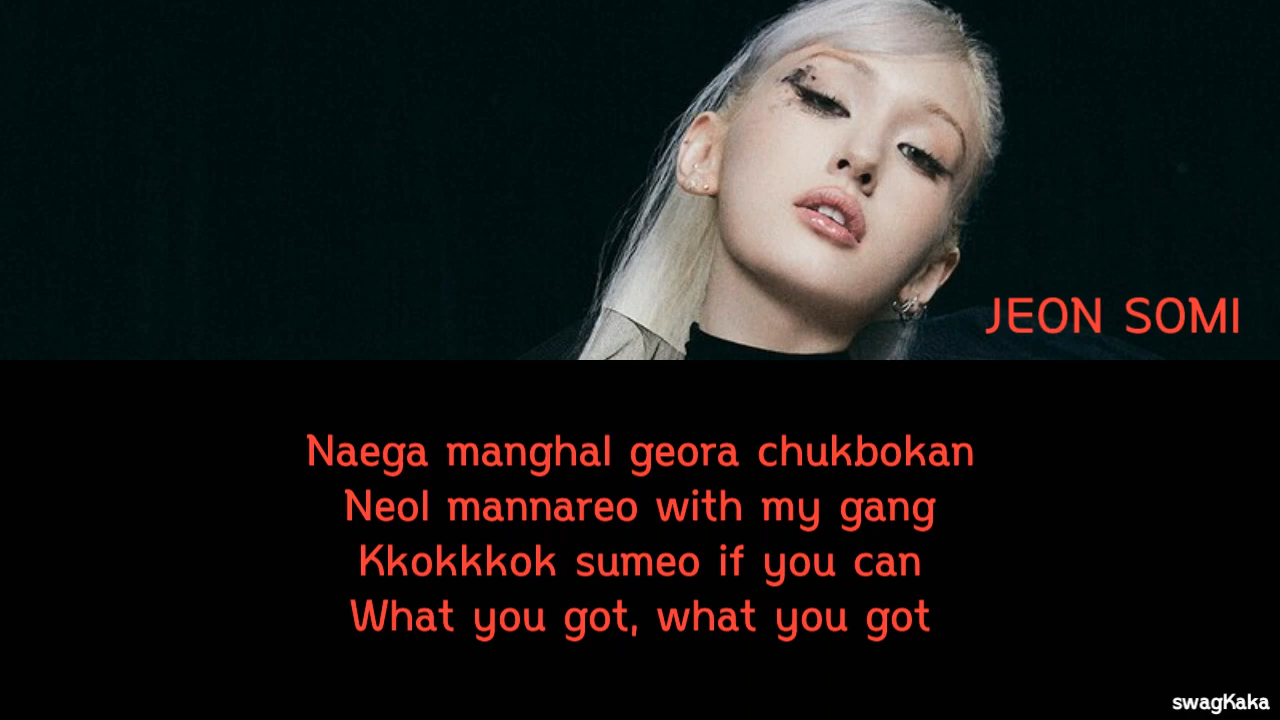 JEON SOMI
Naega manghal geora chukbokan
Neol mannareo with my gang
Kkokkkok sumeo if you can
What you got, what you got
swagKaka